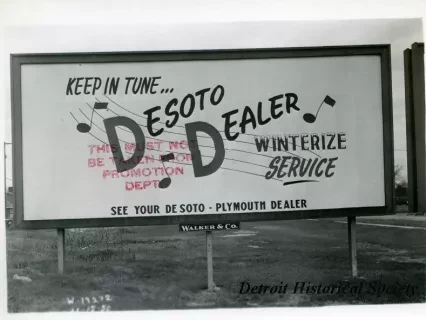 KEEP IN TUNE...
DESOTO
DEALER
WINTERIZE
SERVICE
THIS MUST NOT
BE TAKEN FROM
PROMOTION
DEPT.
SEE YOUR DE SOTO - PLYMOUTH DEALER
WALKER & CO.
Detroit Historical Society